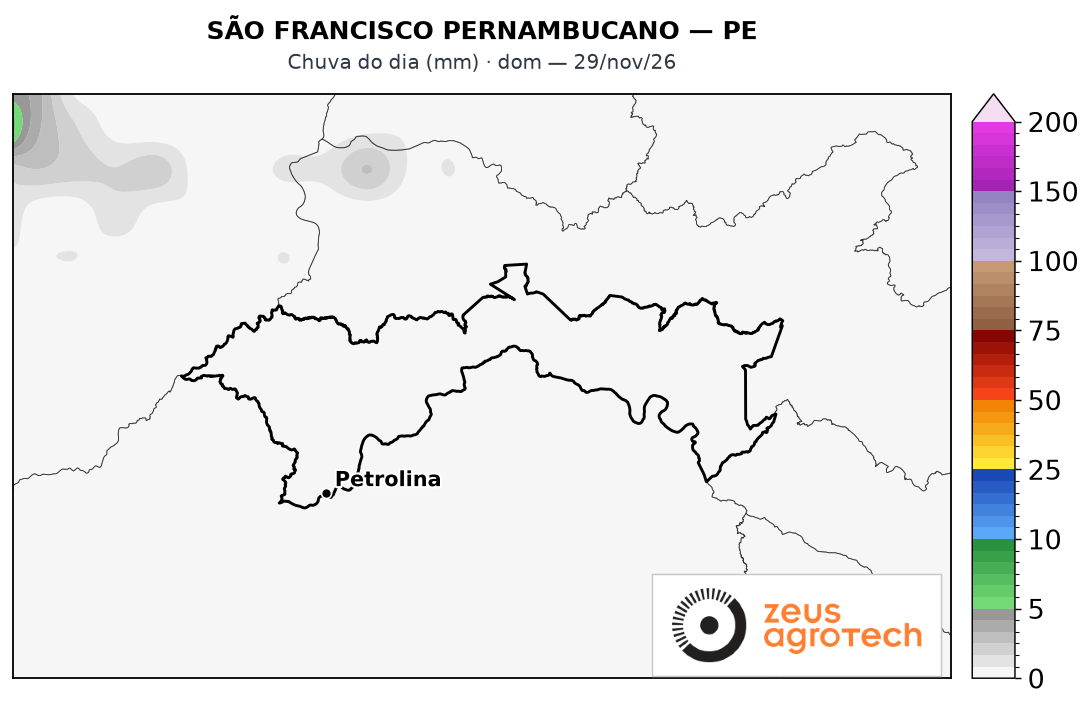 SÃO FRANCISCO PERNAMBUCANO — PE
Chuva do dia (mm) · dom — 29/nov/26
200
150
100
75
50
25
10
5
0
Petrolina
zeus
agrotech